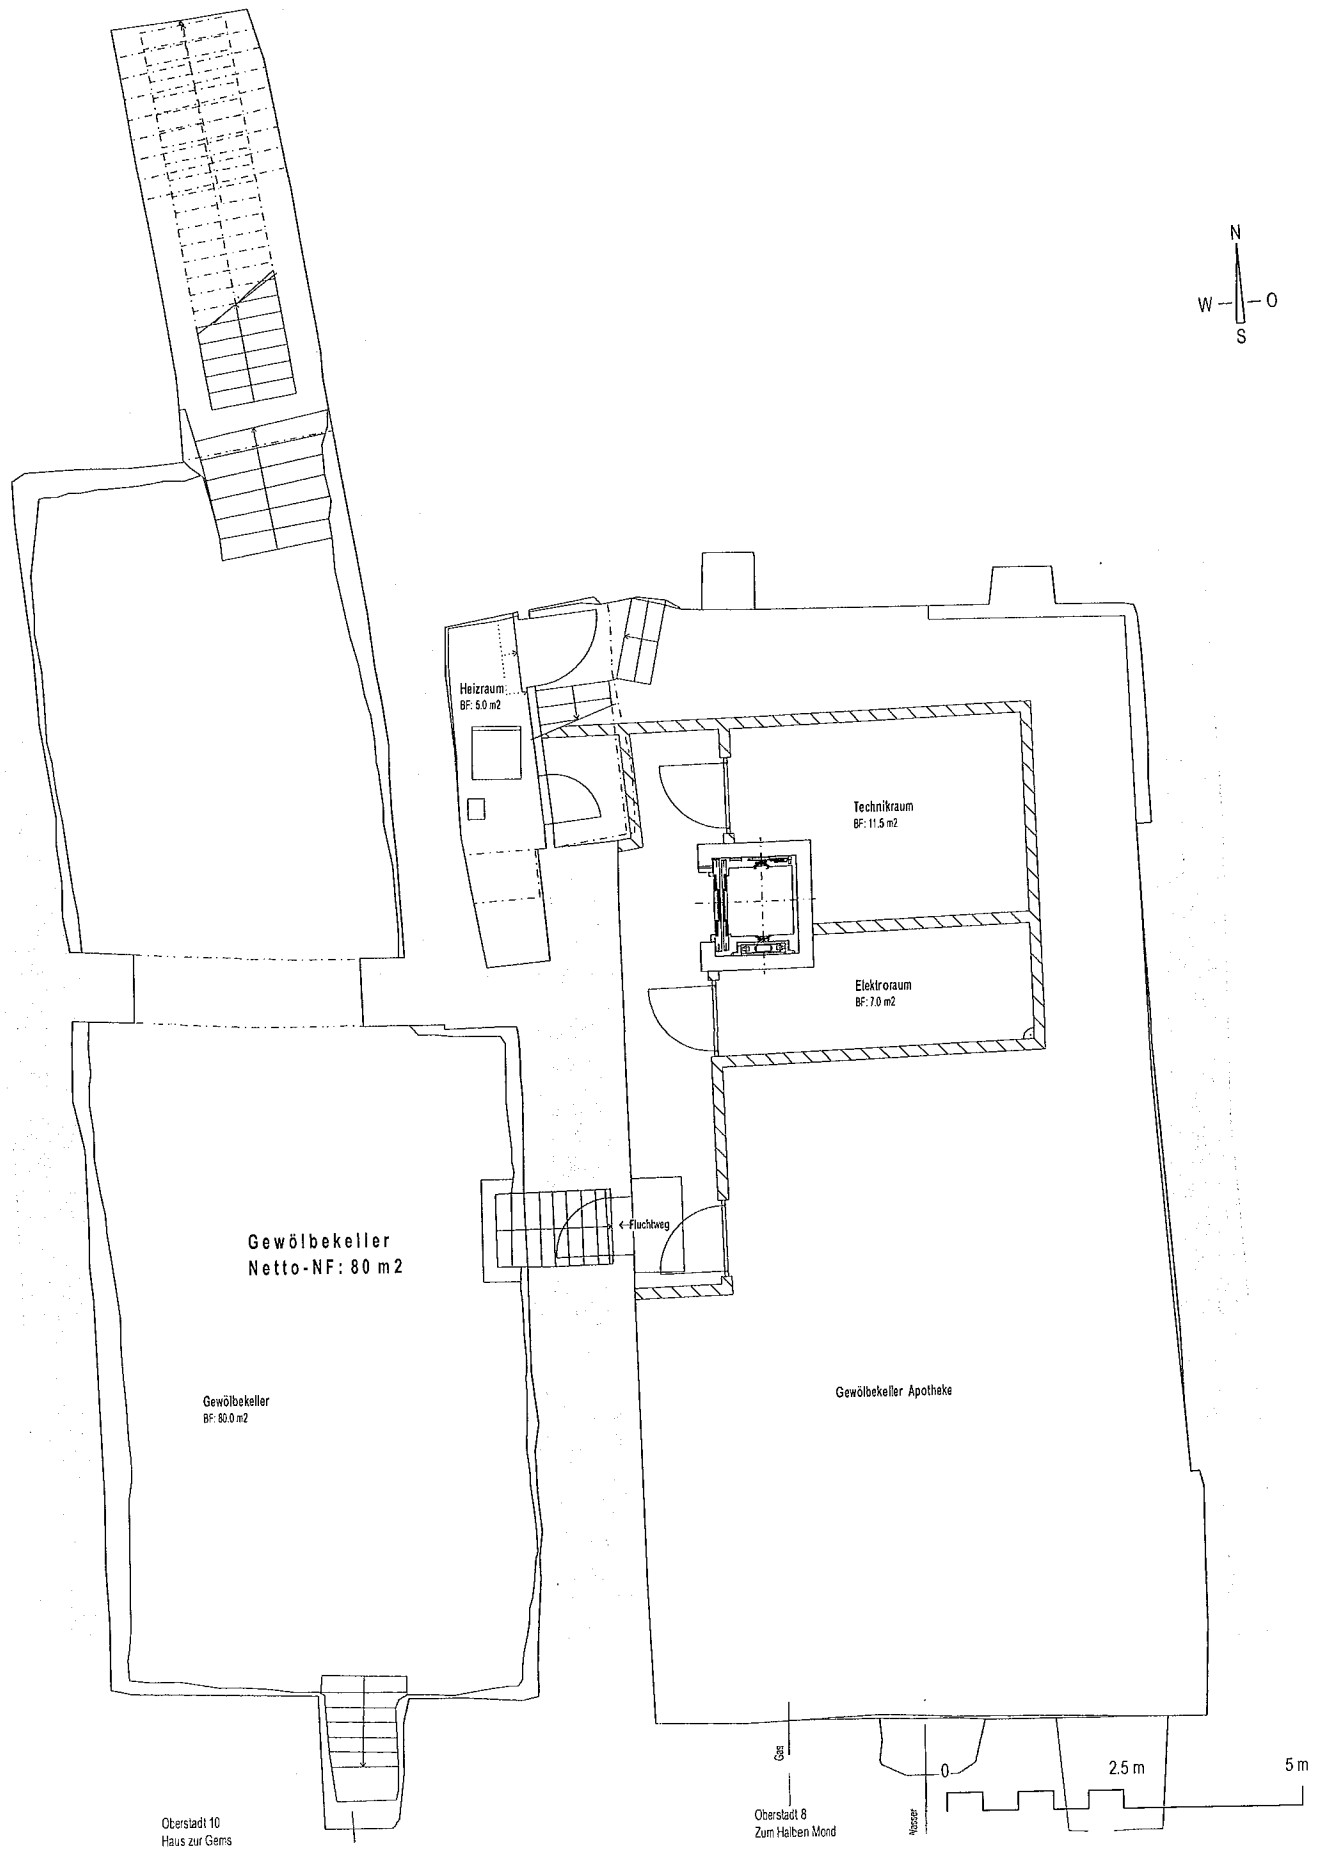 N
W O
S
Heizraum
BF: 5.0 m2
Technikraum
BF: 11.5 m2
Elektroraum
BF: 7.0 m2
Fluchtweg
Gewölbekeller
Netto-NF: 80 m2
Gewölbekeller
BF: 80.0 m2
Gewölbekeller Apotheke
Gas
Wasser
0 2.5 m 5 m
Oberstadt 10
Haus zur Gems
Oberstadt 8
Zum Halben Mond